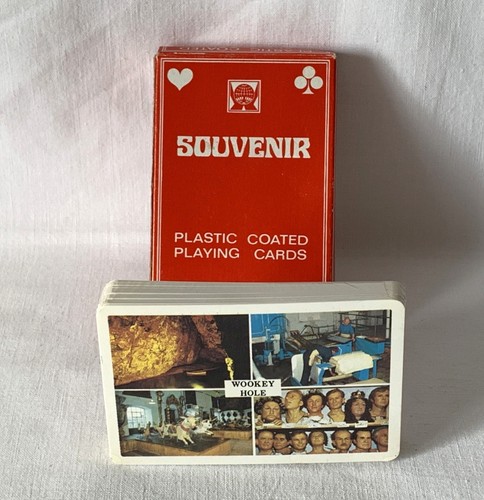 SOUVENIR
PLASTIC COATED
PLAYING CARDS
WOOKEY
HOLE